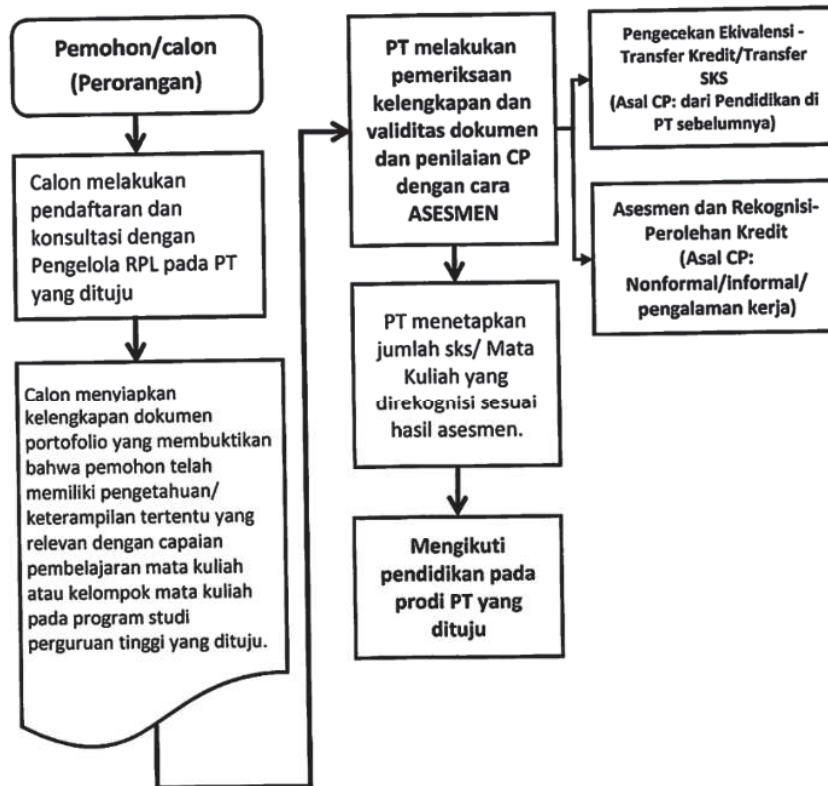 Pemohon/calon
(Perorangan)
Calon melakukan
pendaftaran dan
konsultasi dengan
Pengelola RPL pada PT
yang dituju
Calon menyiapkan
kelengkapan dokumen
portofolio yang membuktikan
bahwa pemohon telah
memiliki pengetahuan/
keterampilan tertentu yang
relevan dengan capaian
pembelajaran mata kuliah
atau kelompok mata kuliah
pada program studi
perguruan tinggi yang dituju.
PT melakukan
pemeriksaan
kelengkapan dan
validitas dokumen
dan penilaian CP
dengan cara
ASESMEN
Pengecekan Ekivalensi -
Transfer Kredit/Transfer
SKS
(Asal CP: dari Pendidikan di
PT sebelumnya)
Asesmen dan Rekognisi-
Perolehan Kredit
(Asal CP:
Nonformal/informal/
pengalaman kerja)
PT menetapkan
jumlah sks/ Mata
Kuliah yang
direkognisi sesuai
hasil asesmen.
Mengikuti
pendidikan pada
prodi PT yang
dituju